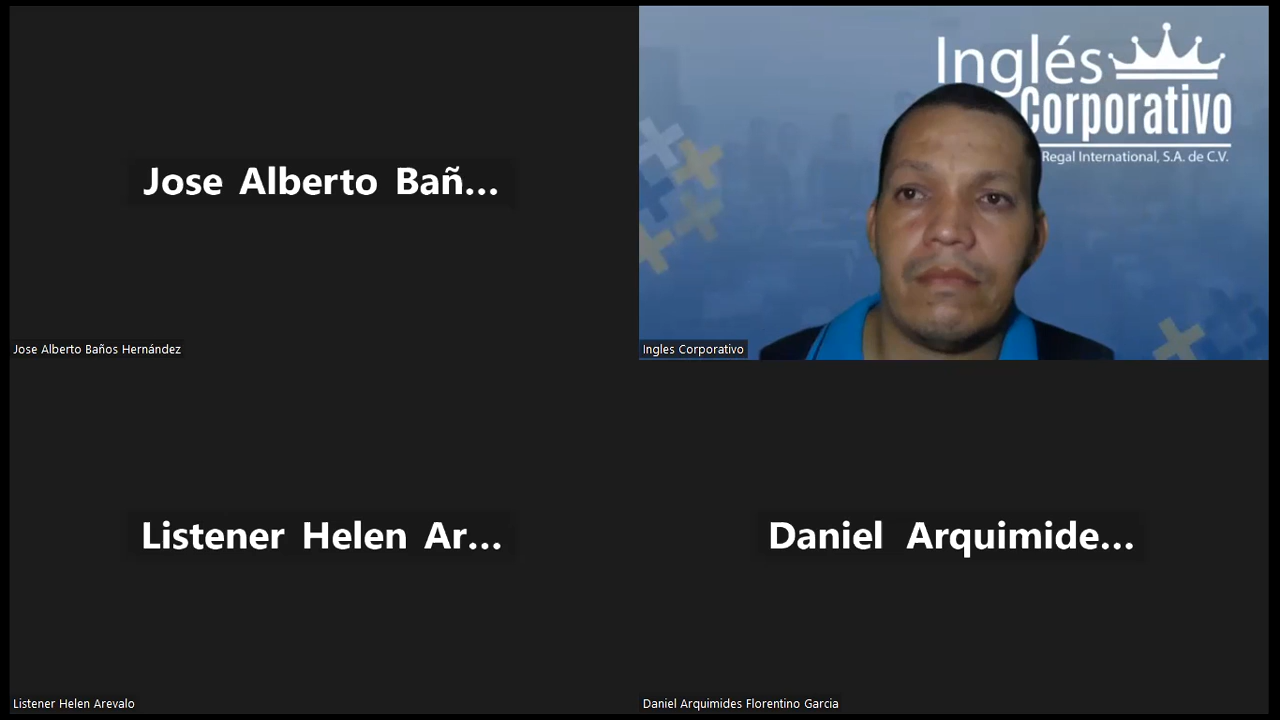 Jose Alberto Bañ...
Jose Alberto Baños Hernández
Inglés
Corporativo
Regal International, S.A. de C.V.
Ingles Corporativo
Listener Helen Ar...
Listener Helen Arevalo
Daniel Arquimide...
Daniel Arquimides Florentino Garcia